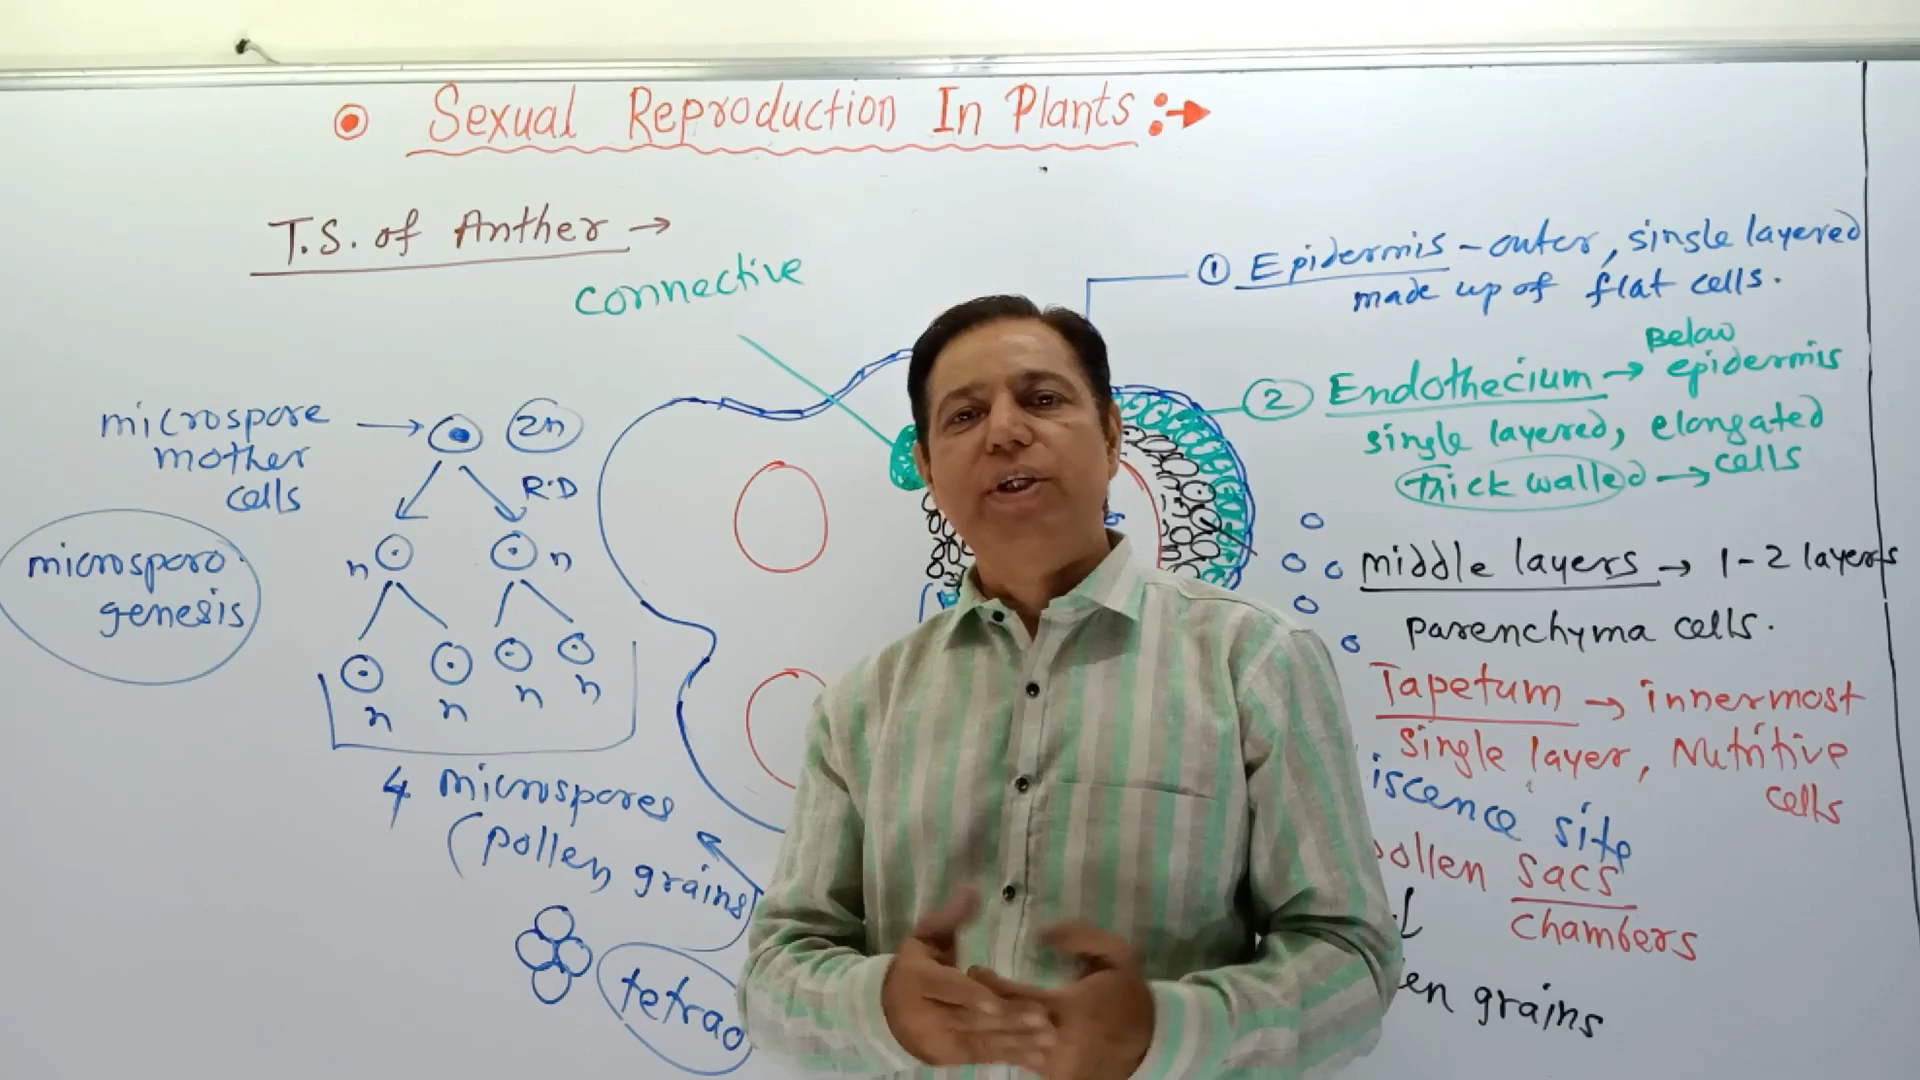 Sexual Reproduction In Plants
T.S. of Anther →
connective
microspore
mother
cells
2n
R.D
n
n
microsporo
genesis
n
n
n
n
4 microspores
(pollen grains
① Epidermis - outer, single layered
made up of flat cells.
② Endothecium → Below epidermis
single layered, elongated
thick walled → cells
middle layers → 1-2 layers
parenchyma cells.
Tapetum → innermost
single layer, Nutritive
cells
iscence site
ollen sacs
chambers
en grains